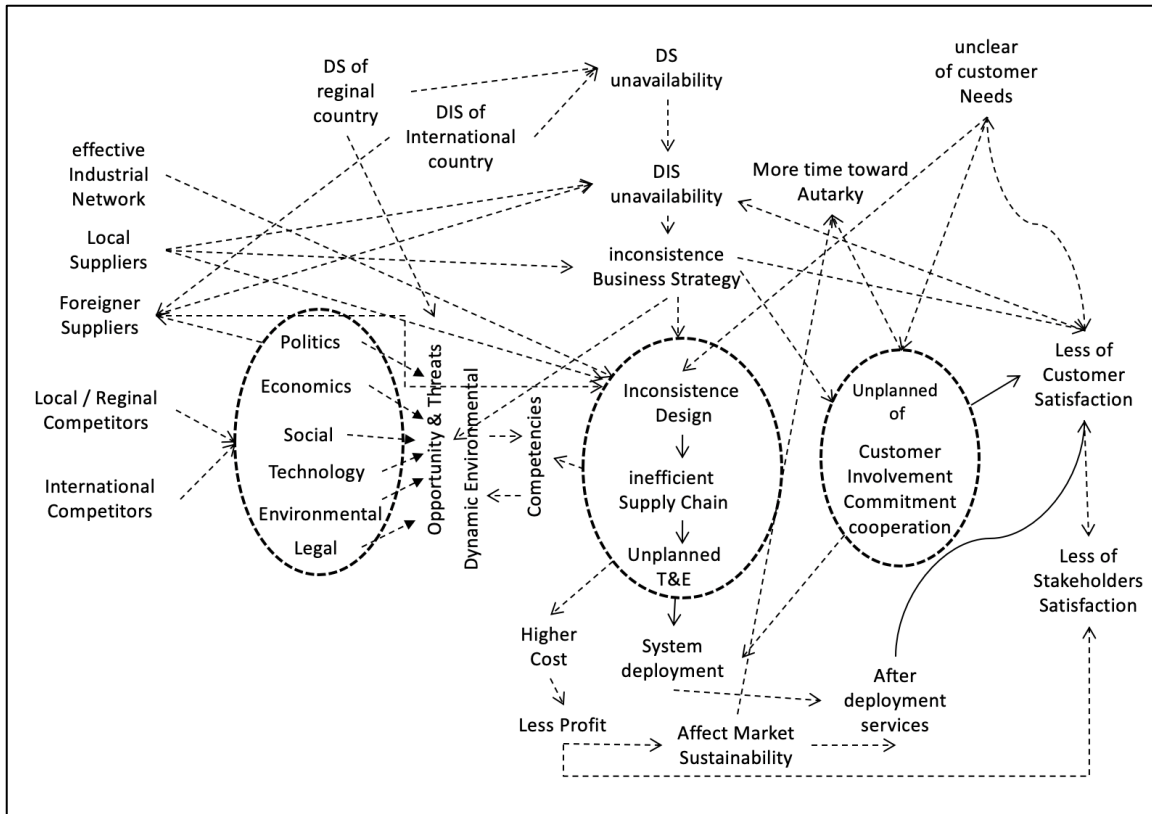 DS of
reginal
country
DS
unavailability
unclear
of customer
Needs
DIS of
International
country
effective
Industrial
Network
DIS
unavailability
More time toward
Autarky
Local
Suppliers
inconsistence
Business Strategy
Foreigner
Suppliers
Politics
Economics
Social
Technology
Environmental
Legal
Local / Reginal
Competitors
International
Competitors
Opportunity & Threats
Dynamic Environmental
Competencies
Inconsistence
Design
inefficient
Supply Chain
Unplanned
T&E
Unplanned
of
Customer
Involvement
Commitment
cooperation
Less of
Customer
Satisfaction
Less of
Stakeholders
Satisfaction
Higher
Cost
System
deployment
After
deployment
services
Less Profit
Affect Market
Sustainability